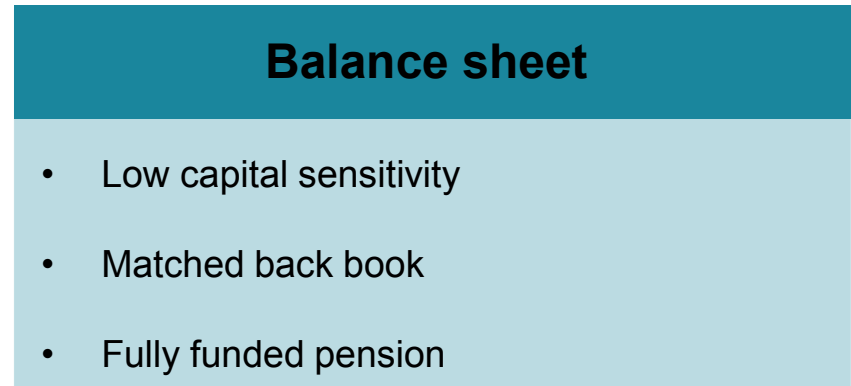 Balance sheet
• Low capital sensitivity
• Matched back book
• Fully funded pension